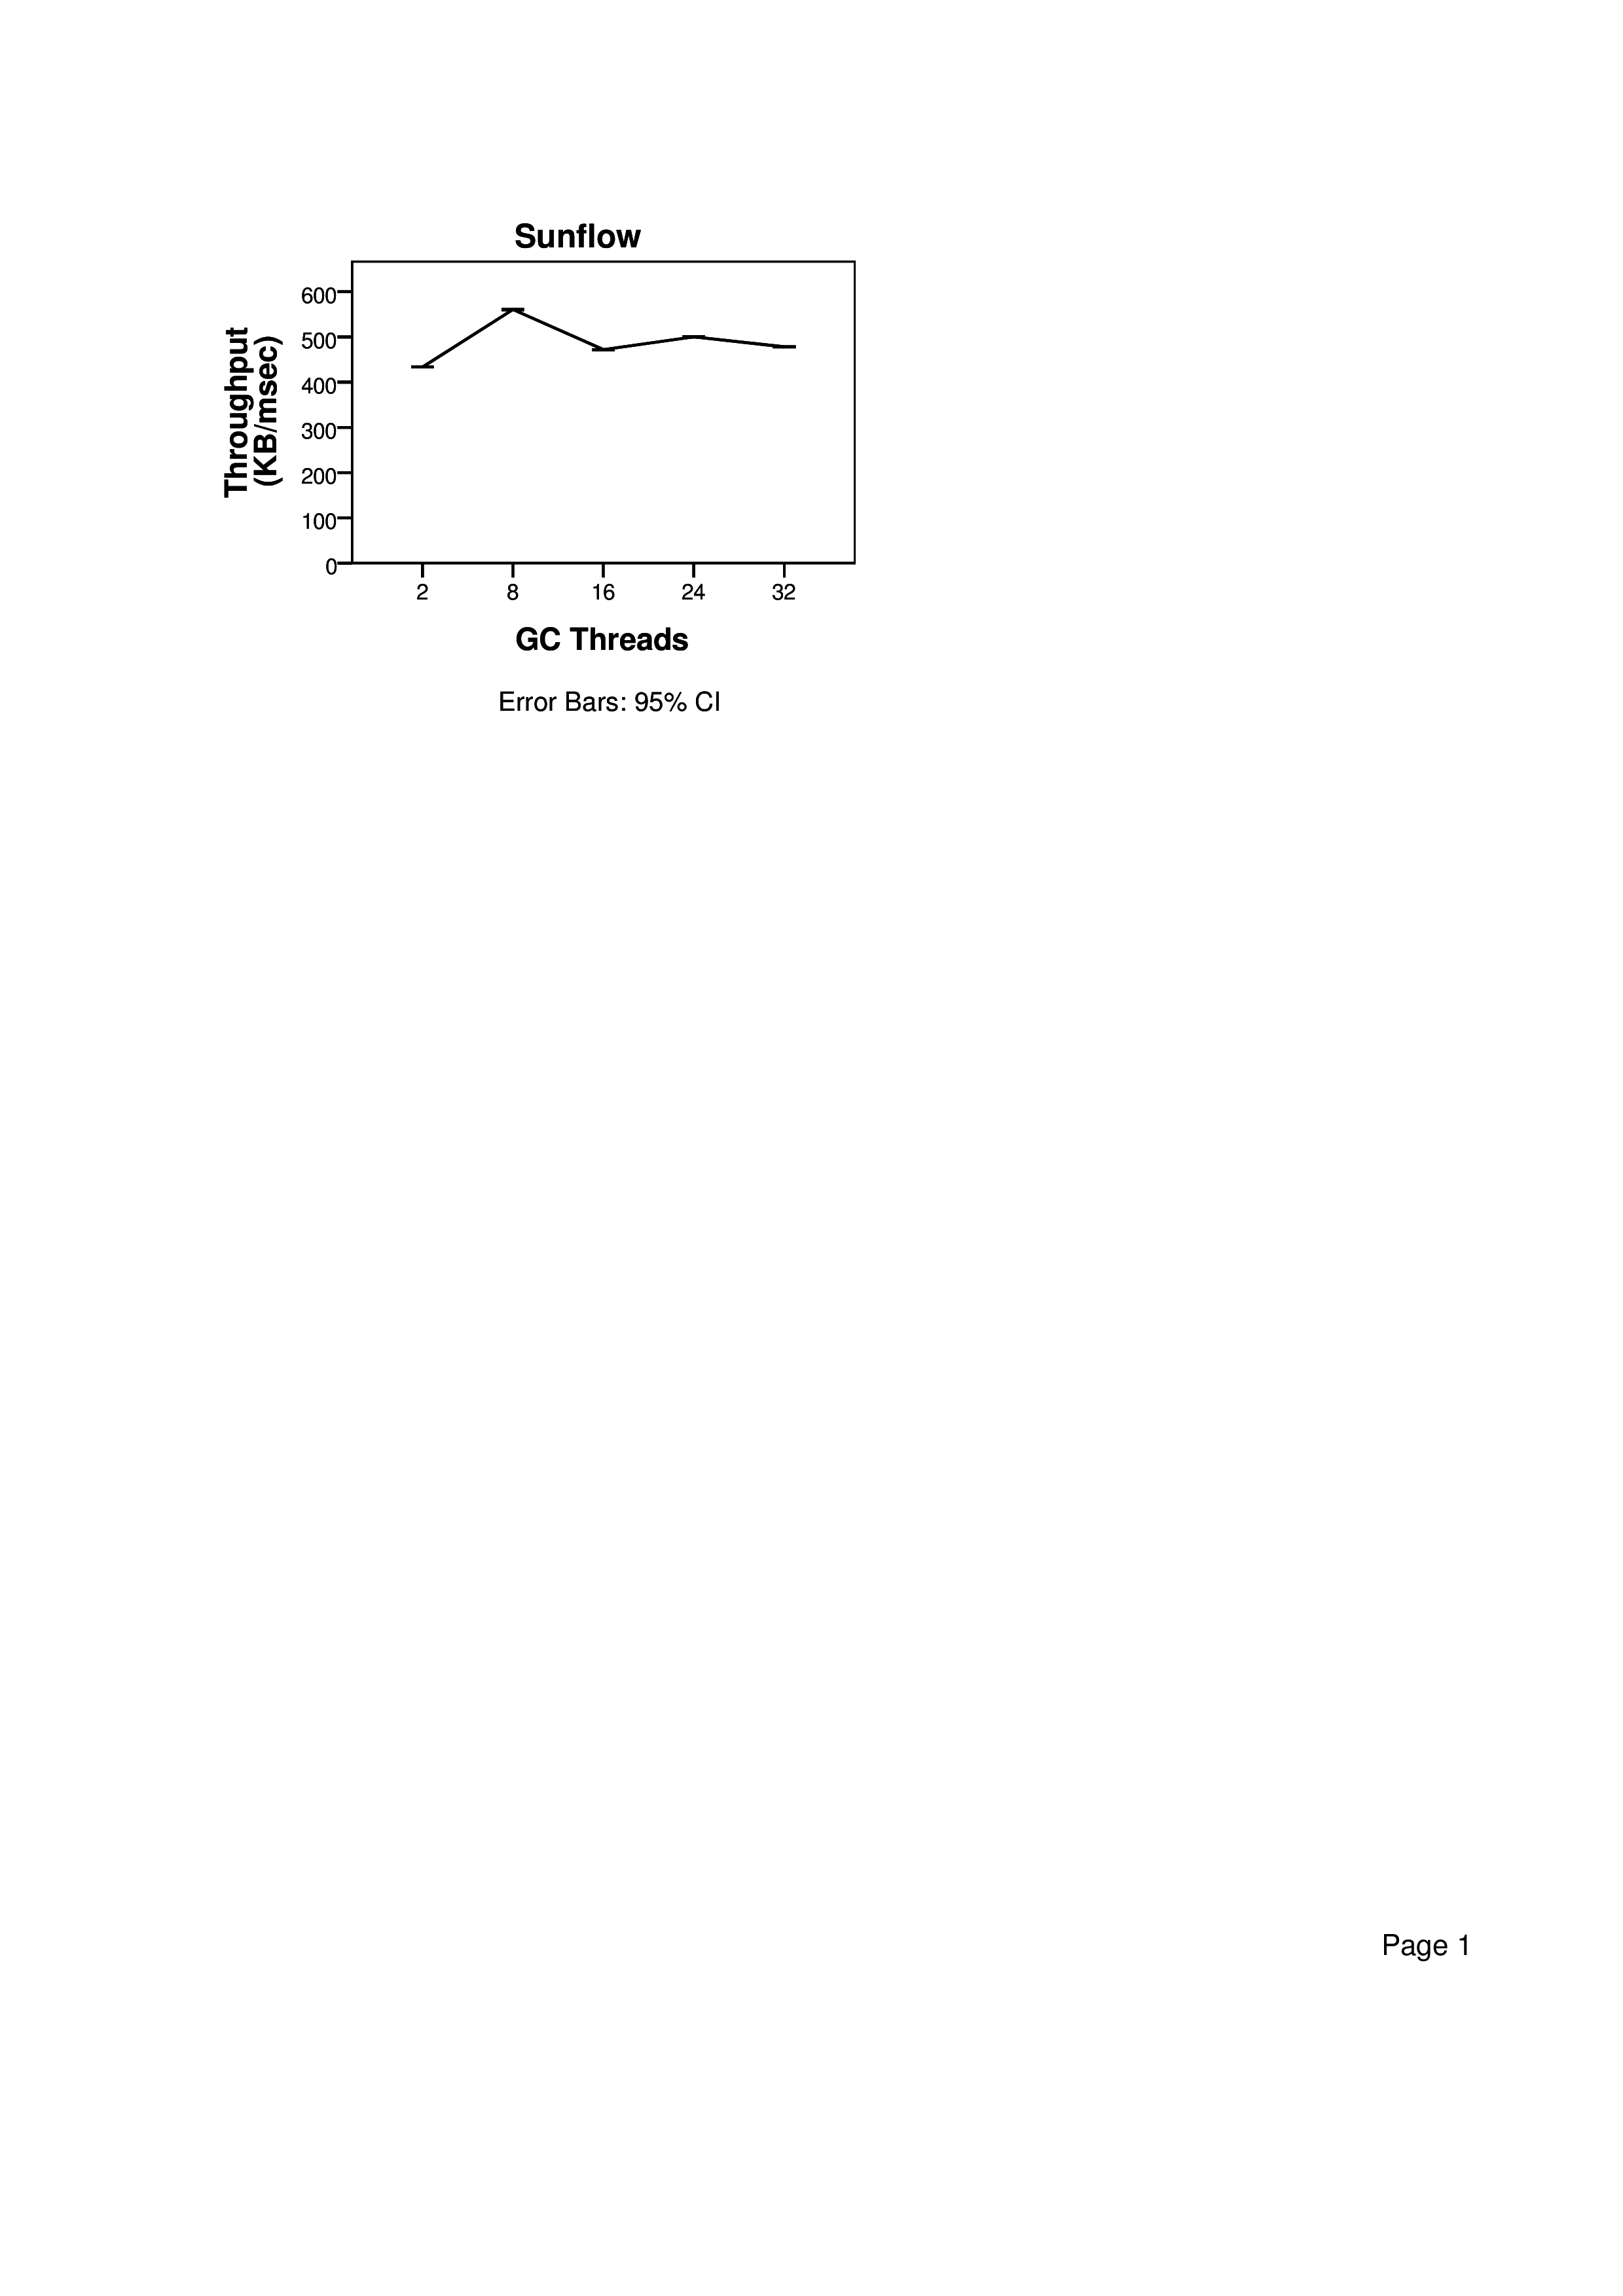 Sunflow
Throughput
(KB/msec)
600
500
400
300
200
100
0
2 8 16 24 32
GC Threads
Error Bars: 95% CI
Page 1